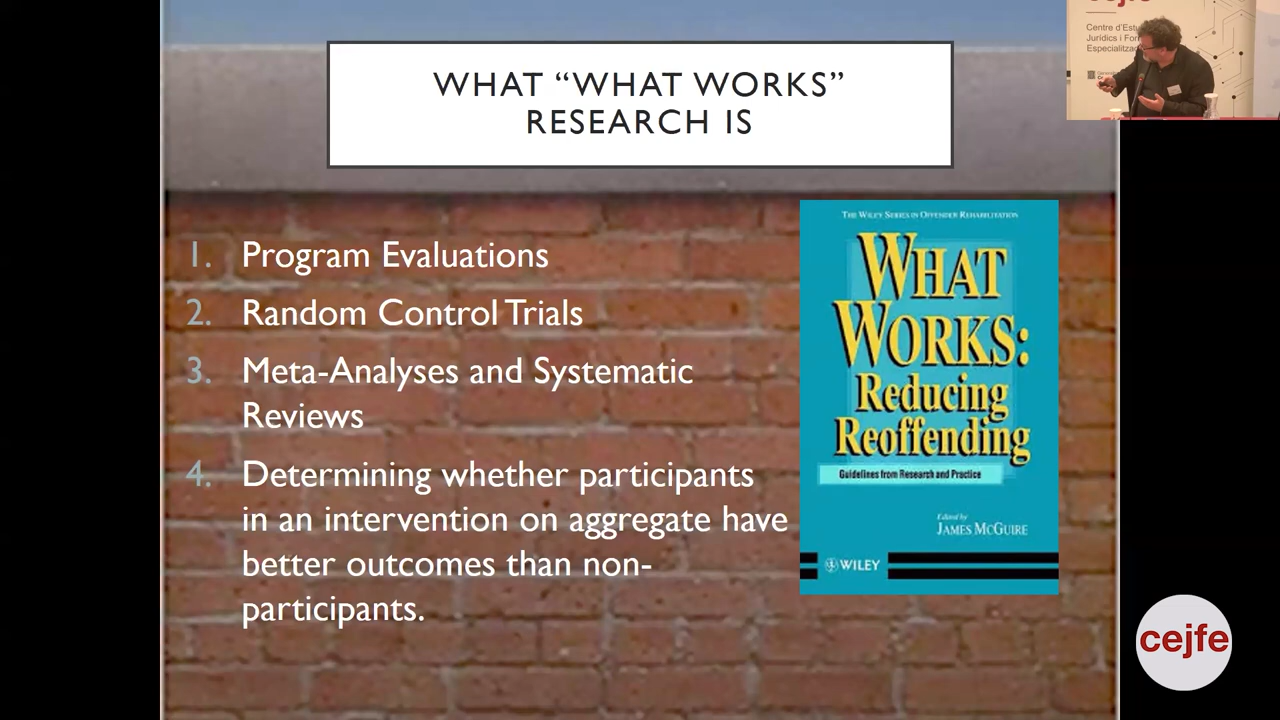 WHAT “WHAT WORKS”
RESEARCH IS
1. Program Evaluations
2. Random Control Trials
3. Meta-Analyses and Systematic
Reviews
4. Determining whether participants
in an intervention on aggregate have
better outcomes than non-
participants.
THE WILEY SERIES IN OFFENDER REHABILITATION
WHAT
WORKS:
Reducing
Reoffending
Guidelines from Research and Practice
Edited by
JAMES MCGUIRE
WILEY
cejfe
Centre d'Estu
Jurídics i For
Especialitza
cejfe